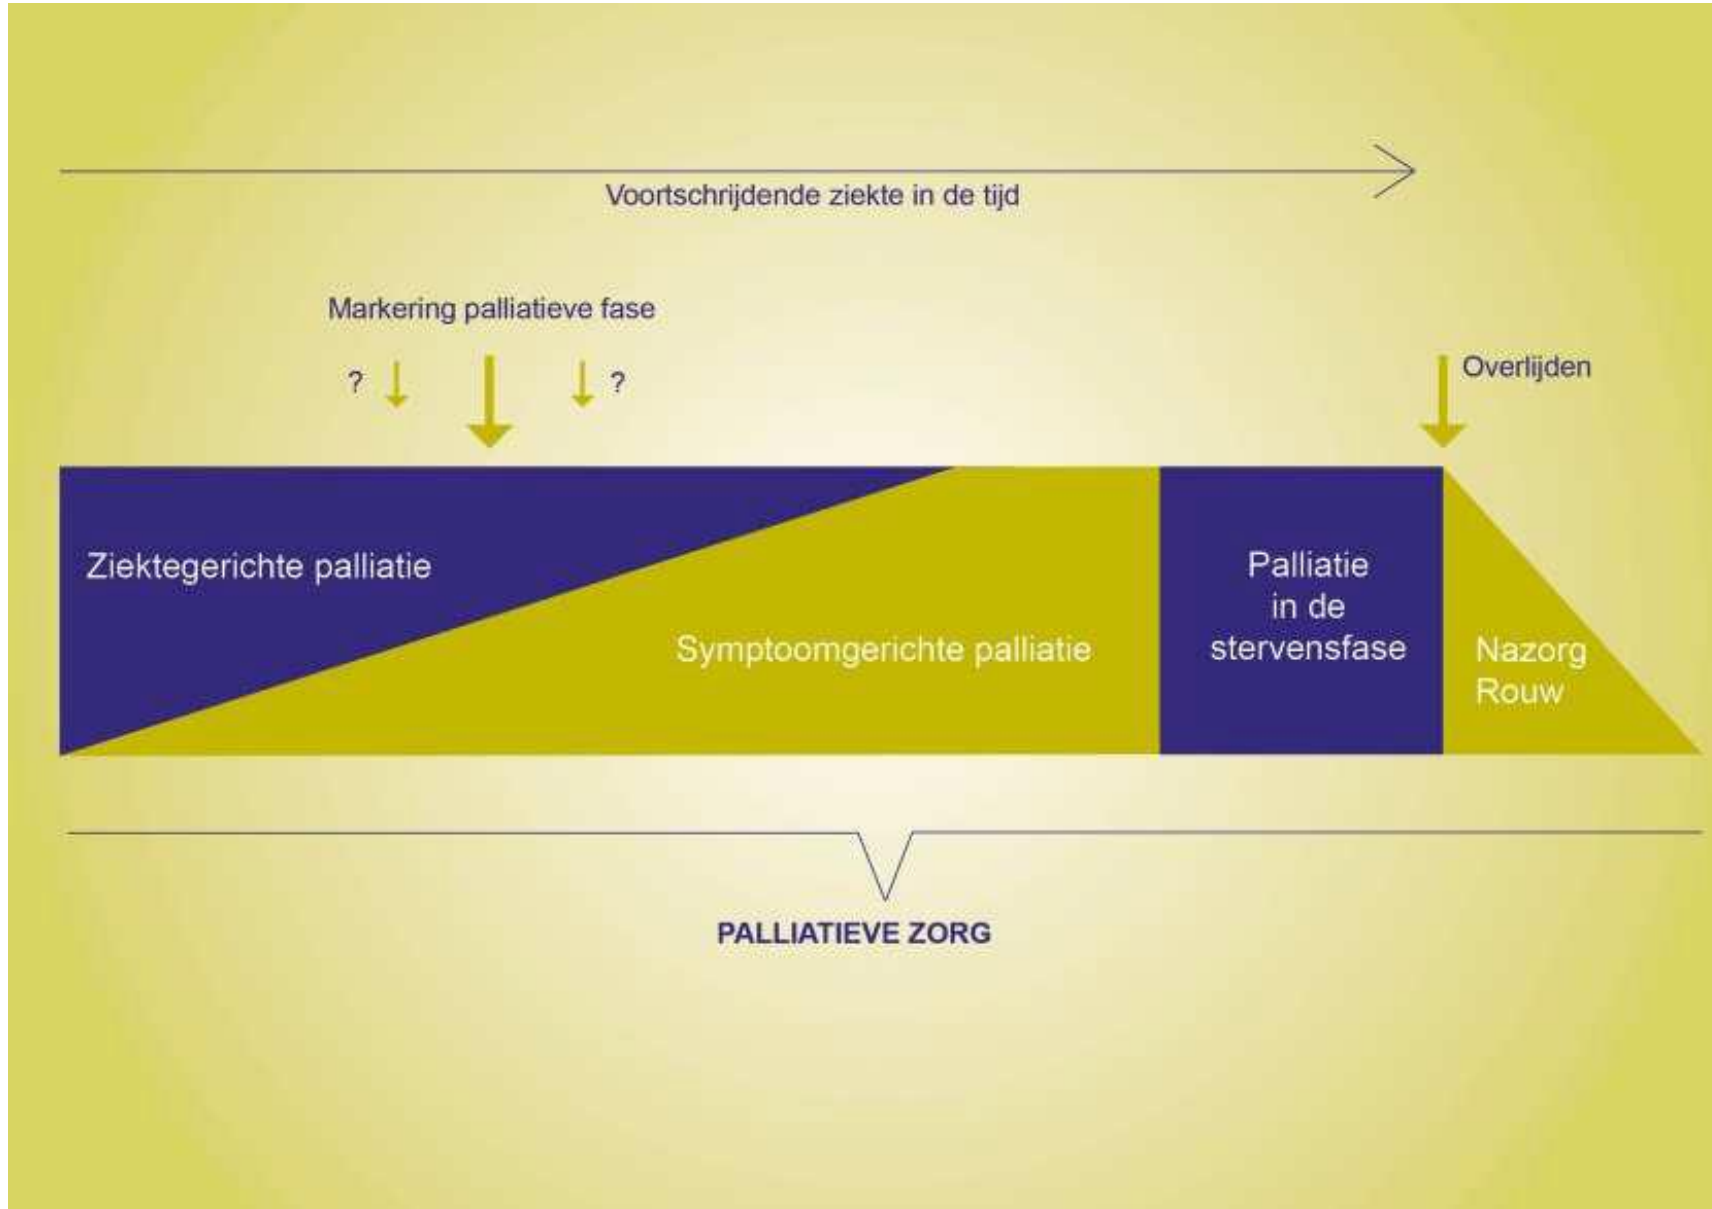 Voortschrijdende ziekte in de tijd
Markering palliatieve fase
? ?
Overlijden
Ziektegerichte palliatie
Symptoomgerichte palliatie
Palliatie
in de
stervensfase
Nazorg
Rouw
PALLIATIEVE ZORG